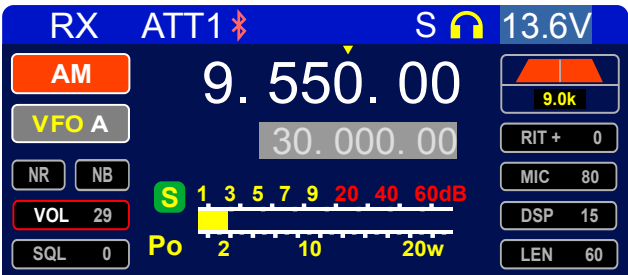 RX ATT1 S 13.6V
AM 9. 550. 00
9.0k
VFO A 30. 000. 00
RIT + 0
NR NB
MIC 80
S 1 3 5 7 9 20 40 60dB
VOL 29
DSP 15
Po 2 10 20w
SQL 0
LEN 60